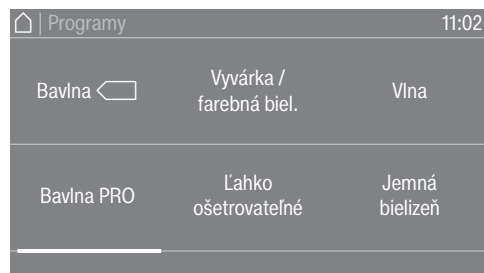 Programy 11:02
Bavlna
Vyvárka /
farebná biel.
Vlna
Bavlna PRO
Ľahko
ošetrovateľné
Jemná
bielizeň